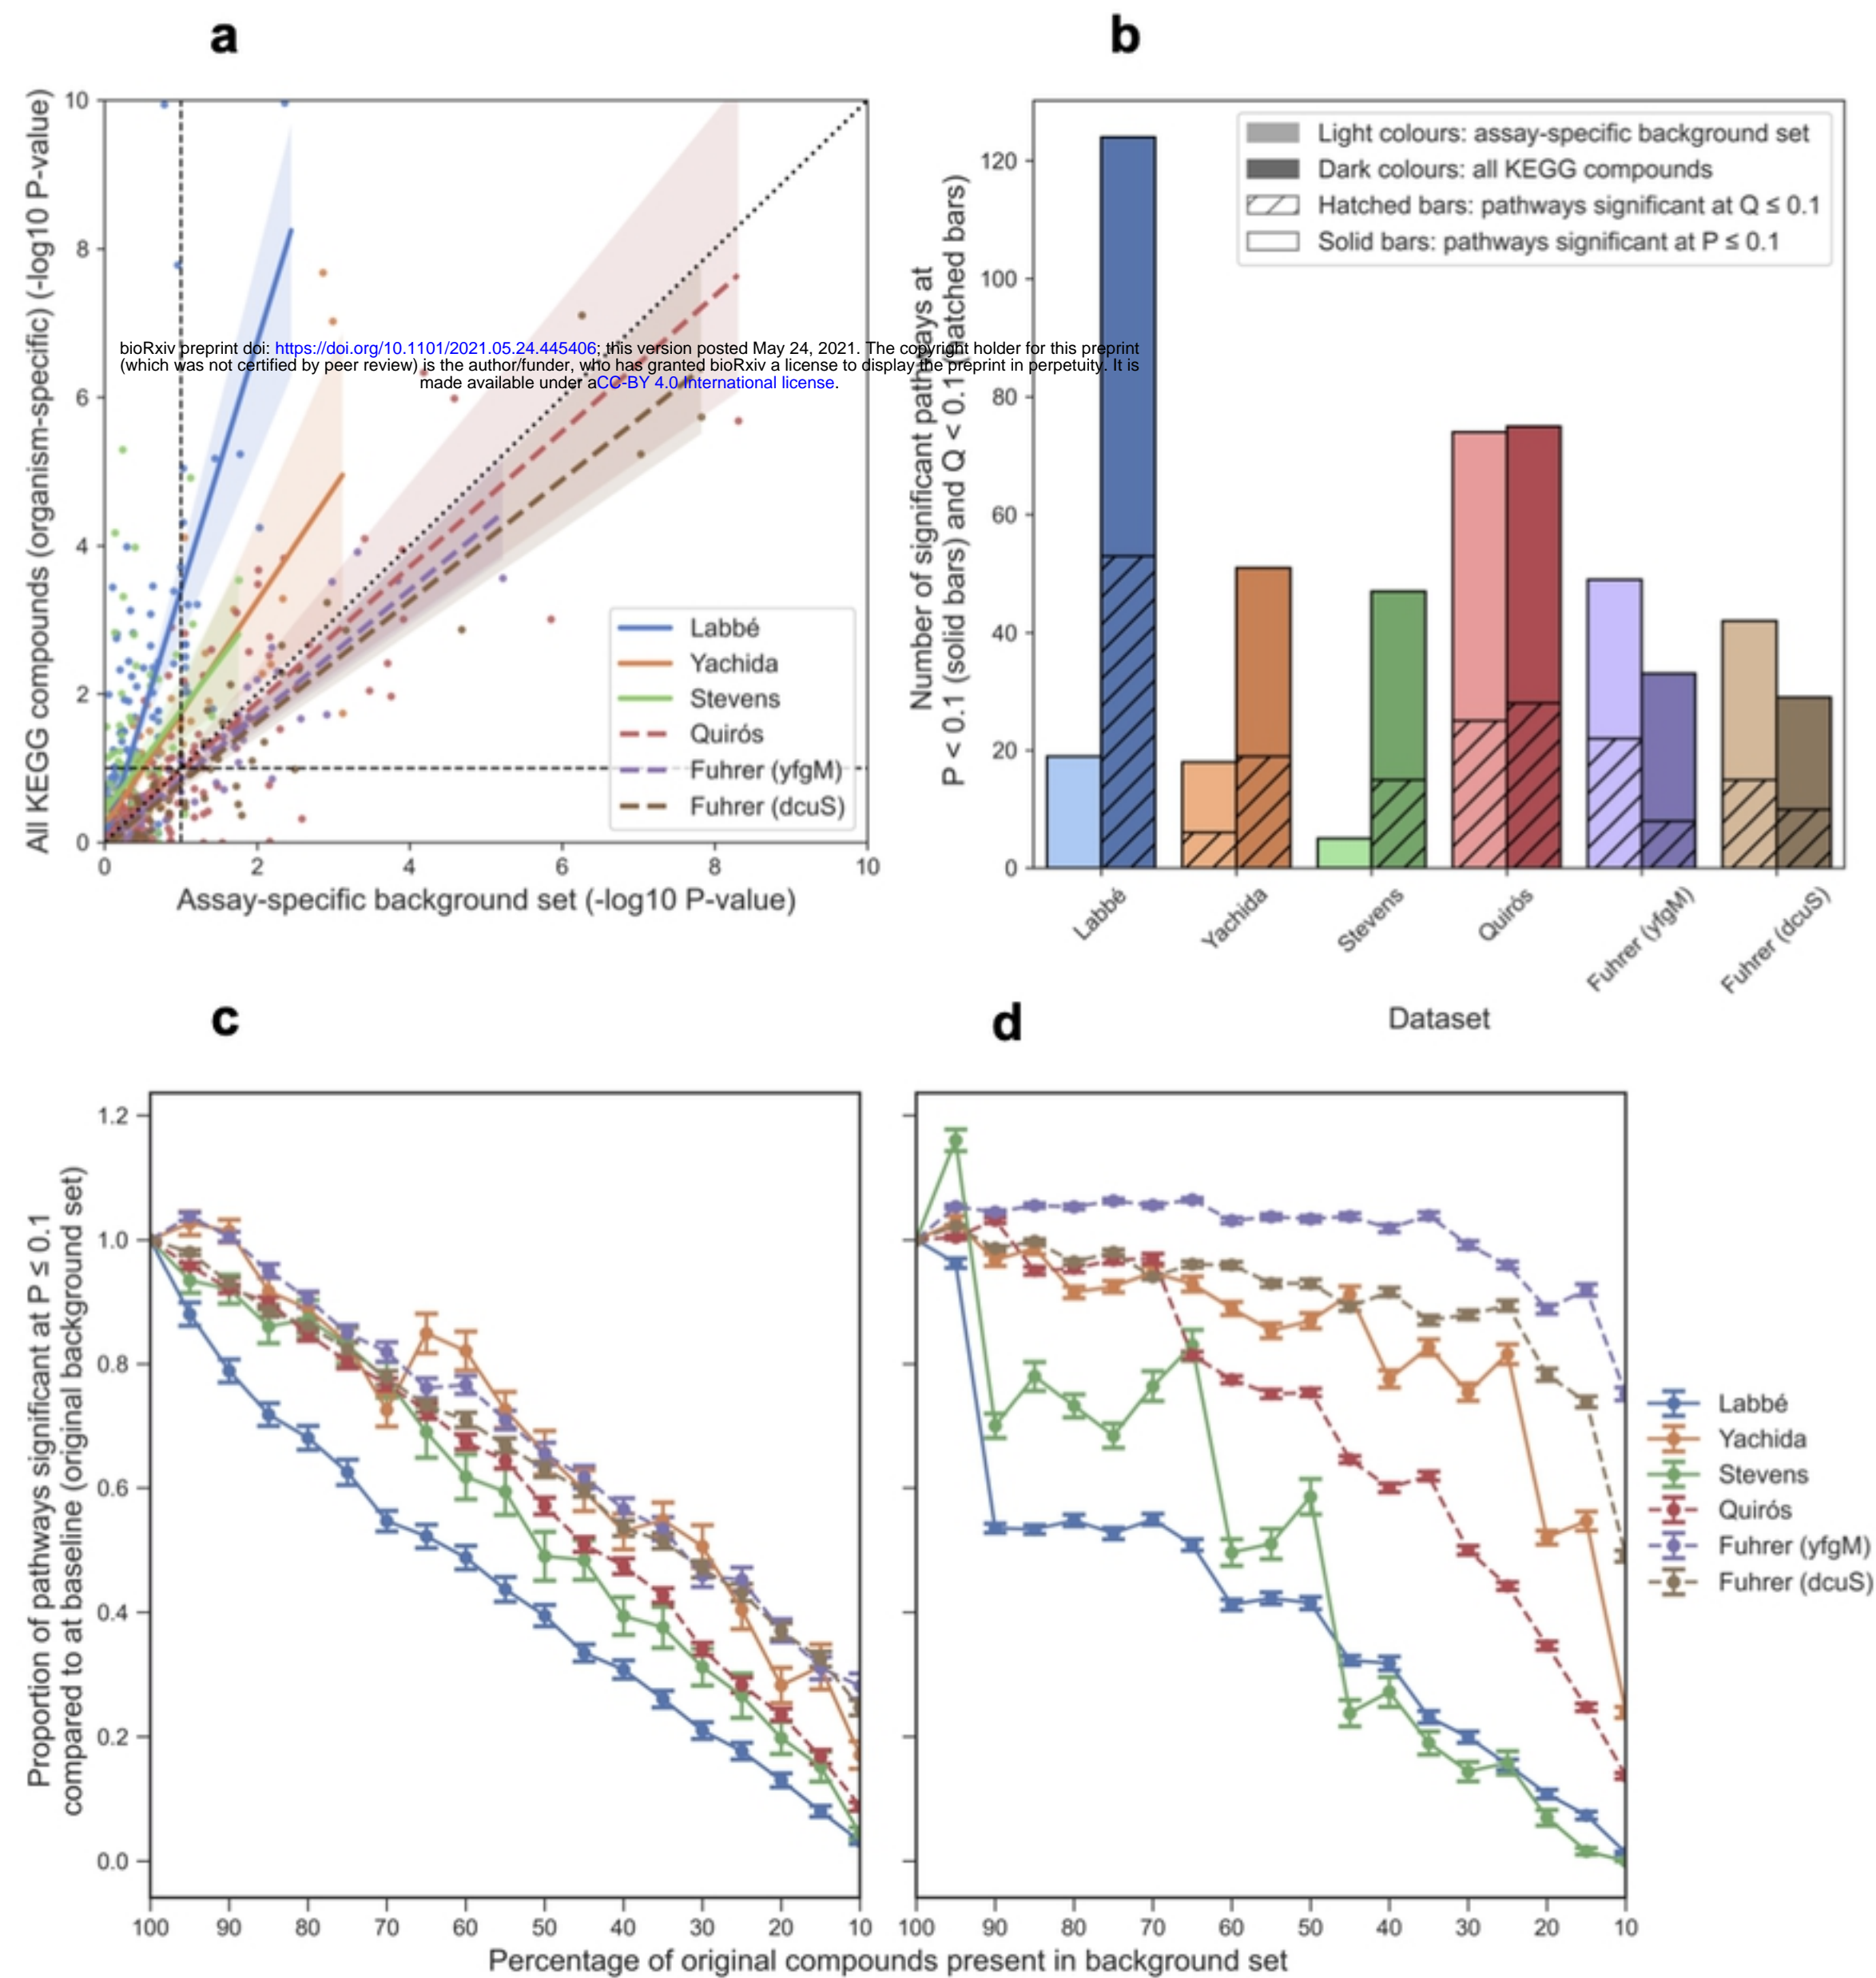 a
All KEGG compounds (organism-specific) (-log10 P-value)
10
8
6
4
2
0
0 2 4 6 8 10
Assay-specific background set (-log10 P-value)
Labbé
Yachida
Stevens
Quirós
Fuhrer (yfgM)
Fuhrer (dcuS)
bioRxiv preprint doi: https://doi.org/10.1101/2021.05.24.445406; this version posted May 24, 2021. The copyright holder for this preprint
(which was not certified by peer review) is the author/funder, who has granted bioRxiv a license to display the preprint in perpetuity. It is
made available under aCC-BY 4.0 International license.
b
Number of significant pathways at
P < 0.1 (solid bars) and Q < 0.1 (hatched bars)
120
100
80
60
40
20
0
Light colours: assay-specific background set
Dark colours: all KEGG compounds
Hatched bars: pathways significant at Q ≤ 0.1
Solid bars: pathways significant at P ≤ 0.1
Labbé
Yachida
Stevens
Quirós
Fuhrer (yfgM)
Fuhrer (dcuS)
Dataset
c
Proportion of pathways significant at P ≤ 0.1
compared to at baseline (original background set)
1.2
1.0
0.8
0.6
0.4
0.2
0.0
100 90 80 70 60 50 40 30 20 10
d
100 90 80 70 60 50 40 30 20 10
Percentage of original compounds present in background set
Labbé
Yachida
Stevens
Quirós
Fuhrer (yfgM)
Fuhrer (dcuS)